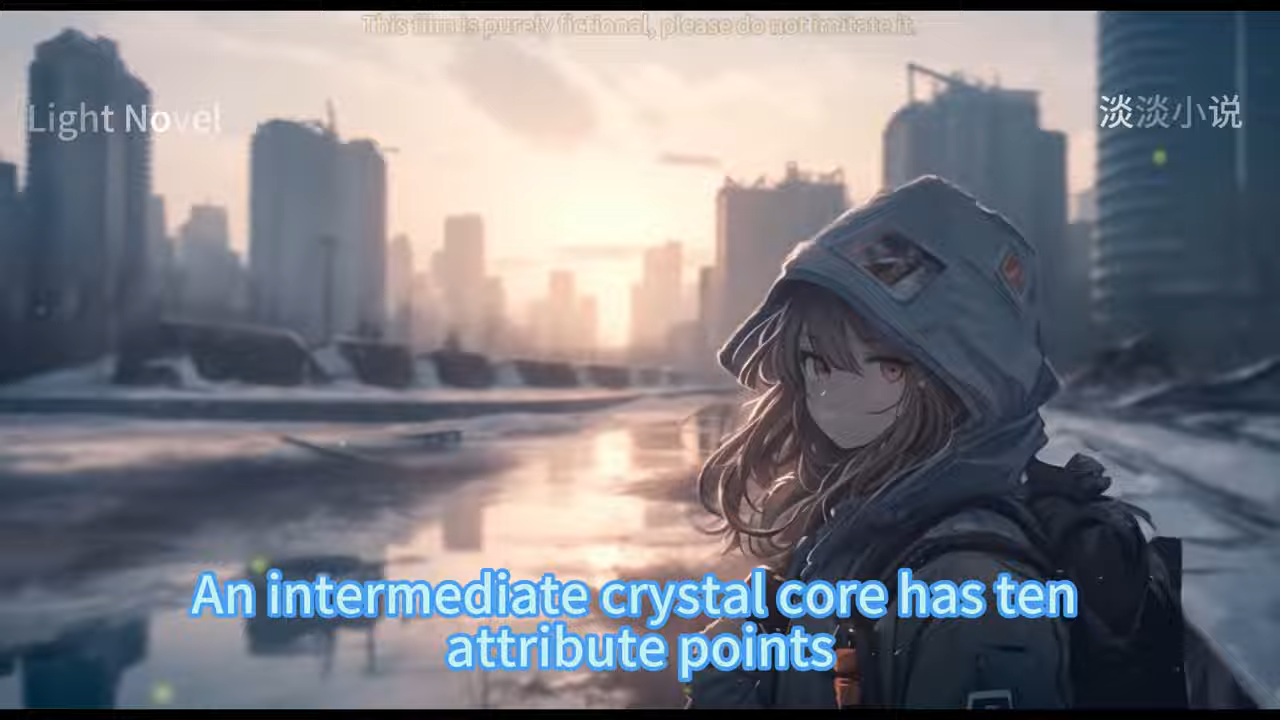 This film is purely fictional, please do not imitate it.
Light Novel
淡淡小说
An intermediate crystal core has ten
attribute points